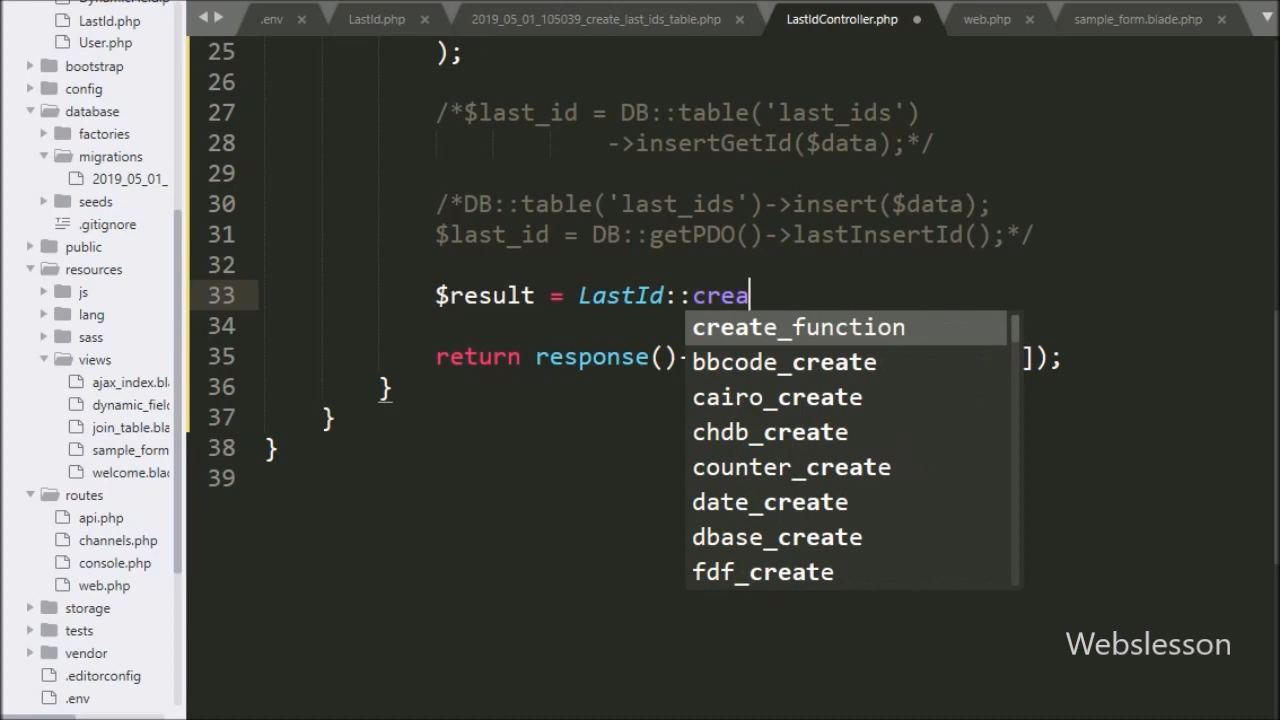 LastId.php
User.php
bootstrap
config
database
factories
migrations
2019_05_01_
seeds
.gitignore
public
resources
js
lang
sass
views
ajax_index.bl
dynamic_fiel
join_table.bla
sample_form
welcome.blac
routes
api.php
channels.php
console.php
web.php
storage
tests
vendor
.editorconfig
.env
.env × LastId.php × 2019_05_01_105039_create_last_ids_table.php × LastIdController.php web.php × sample_form.blade.php ×
25 );
26
27 /*$last_id = DB::table('last_ids')
28 ->insertGetId($data);*/
29
30 /*DB::table('last_ids')->insert($data);
31 $last_id = DB::getPDO()->lastInsertId();*/
32
33 $result = LastId::crea
34
35 return response()- ]);
36 }
37 }
38 }
39
create_function
bbcode_create
cairo_create
chdb_create
counter_create
date_create
dbase_create
fdf_create
Webslesson